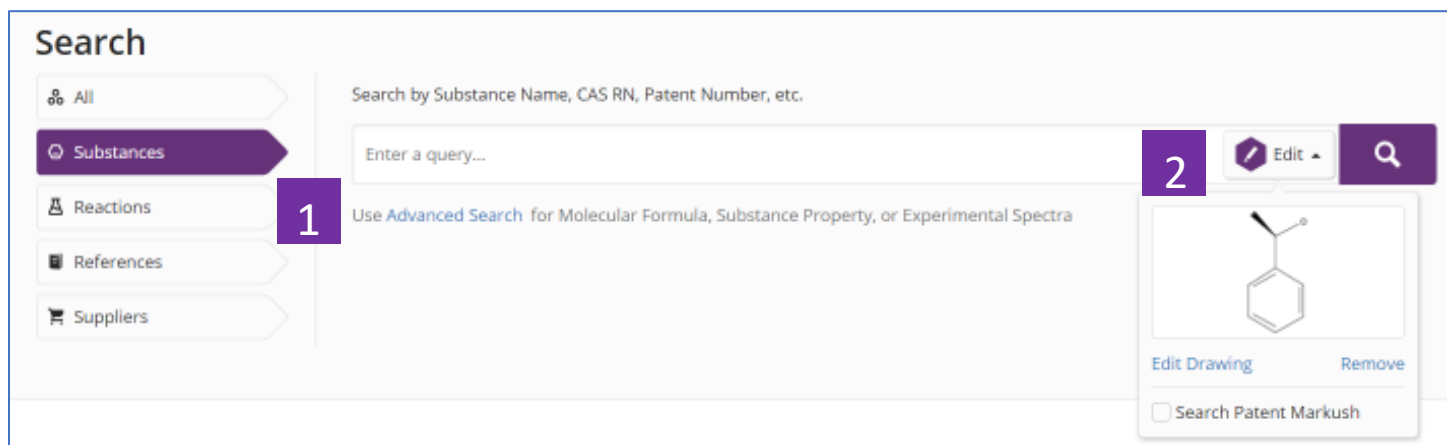 Search
All
Substances
Reactions
References
Suppliers
Search by Substance Name, CAS RN, Patent Number, etc.
Enter a query...
2
Edit
1
Use Advanced Search for Molecular Formula, Substance Property, or Experimental Spectra
Edit Drawing Remove
Search Patent Markush